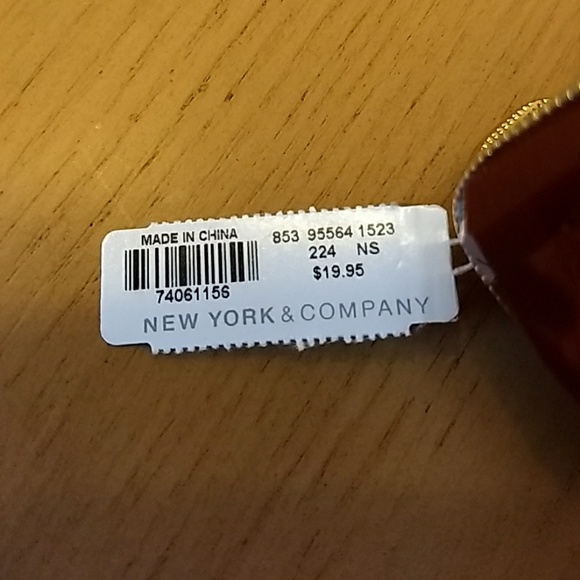 MADE IN CHINA
853 95564 1523
224 NS
$19.95
74061156
NEW YORK & COMPANY